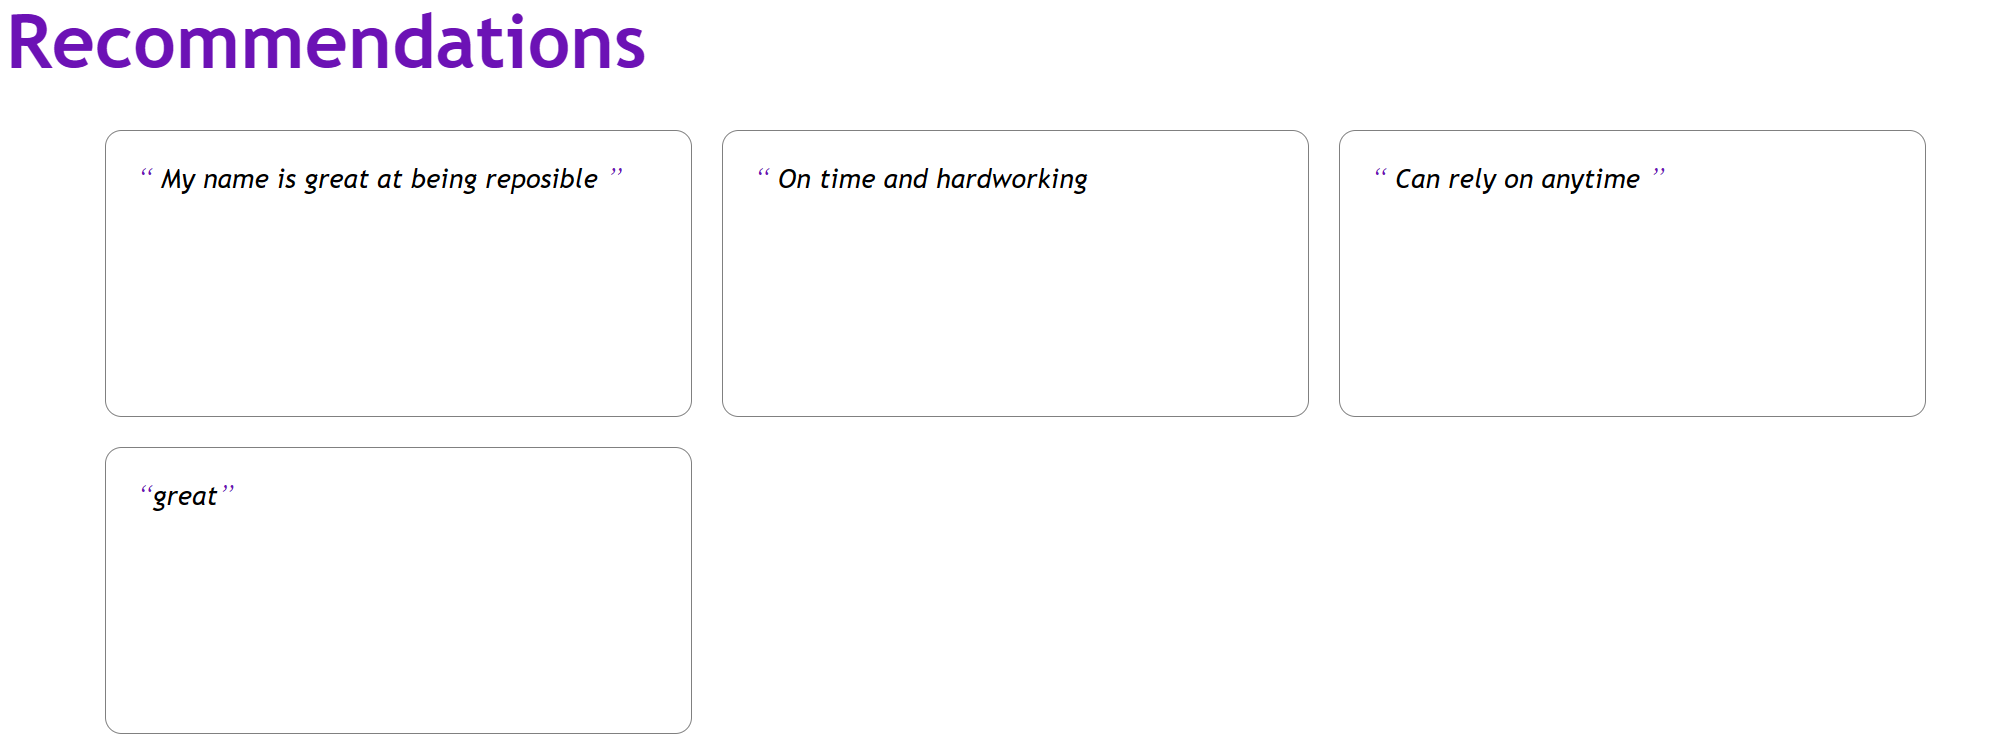 Recommendations
“ My name is great at being reposible ”
“ On time and hardworking
“ Can rely on anytime ”
“great”